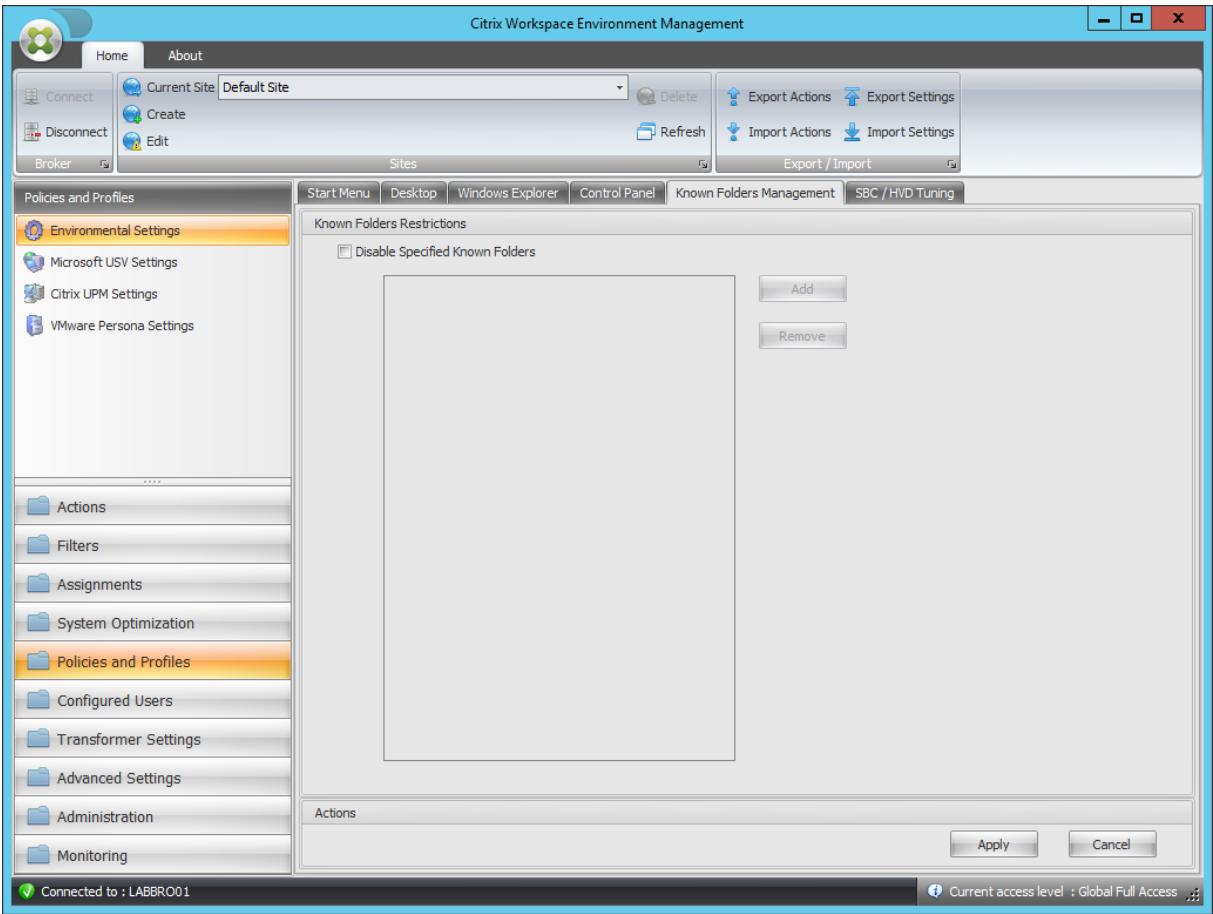 Citrix Workspace Environment Management
Home About
Connect
Disconnect
Broker
Current Site Default Site
Create
Edit
Delete
Refresh
Sites
Export Actions Export Settings
Import Actions Import Settings
Export / Import
Policies and Profiles
Environmental Settings
Microsoft USV Settings
Citrix UPM Settings
VMware Persona Settings
Actions
Filters
Assignments
System Optimization
Policies and Profiles
Configured Users
Transformer Settings
Advanced Settings
Administration
Monitoring
Start Menu Desktop Windows Explorer Control Panel Known Folders Management SBC / HVD Tuning
Known Folders Restrictions
Disable Specified Known Folders
Add
Remove
Actions
Apply Cancel
Connected to : LABBRO01
Current access level : Global Full Access